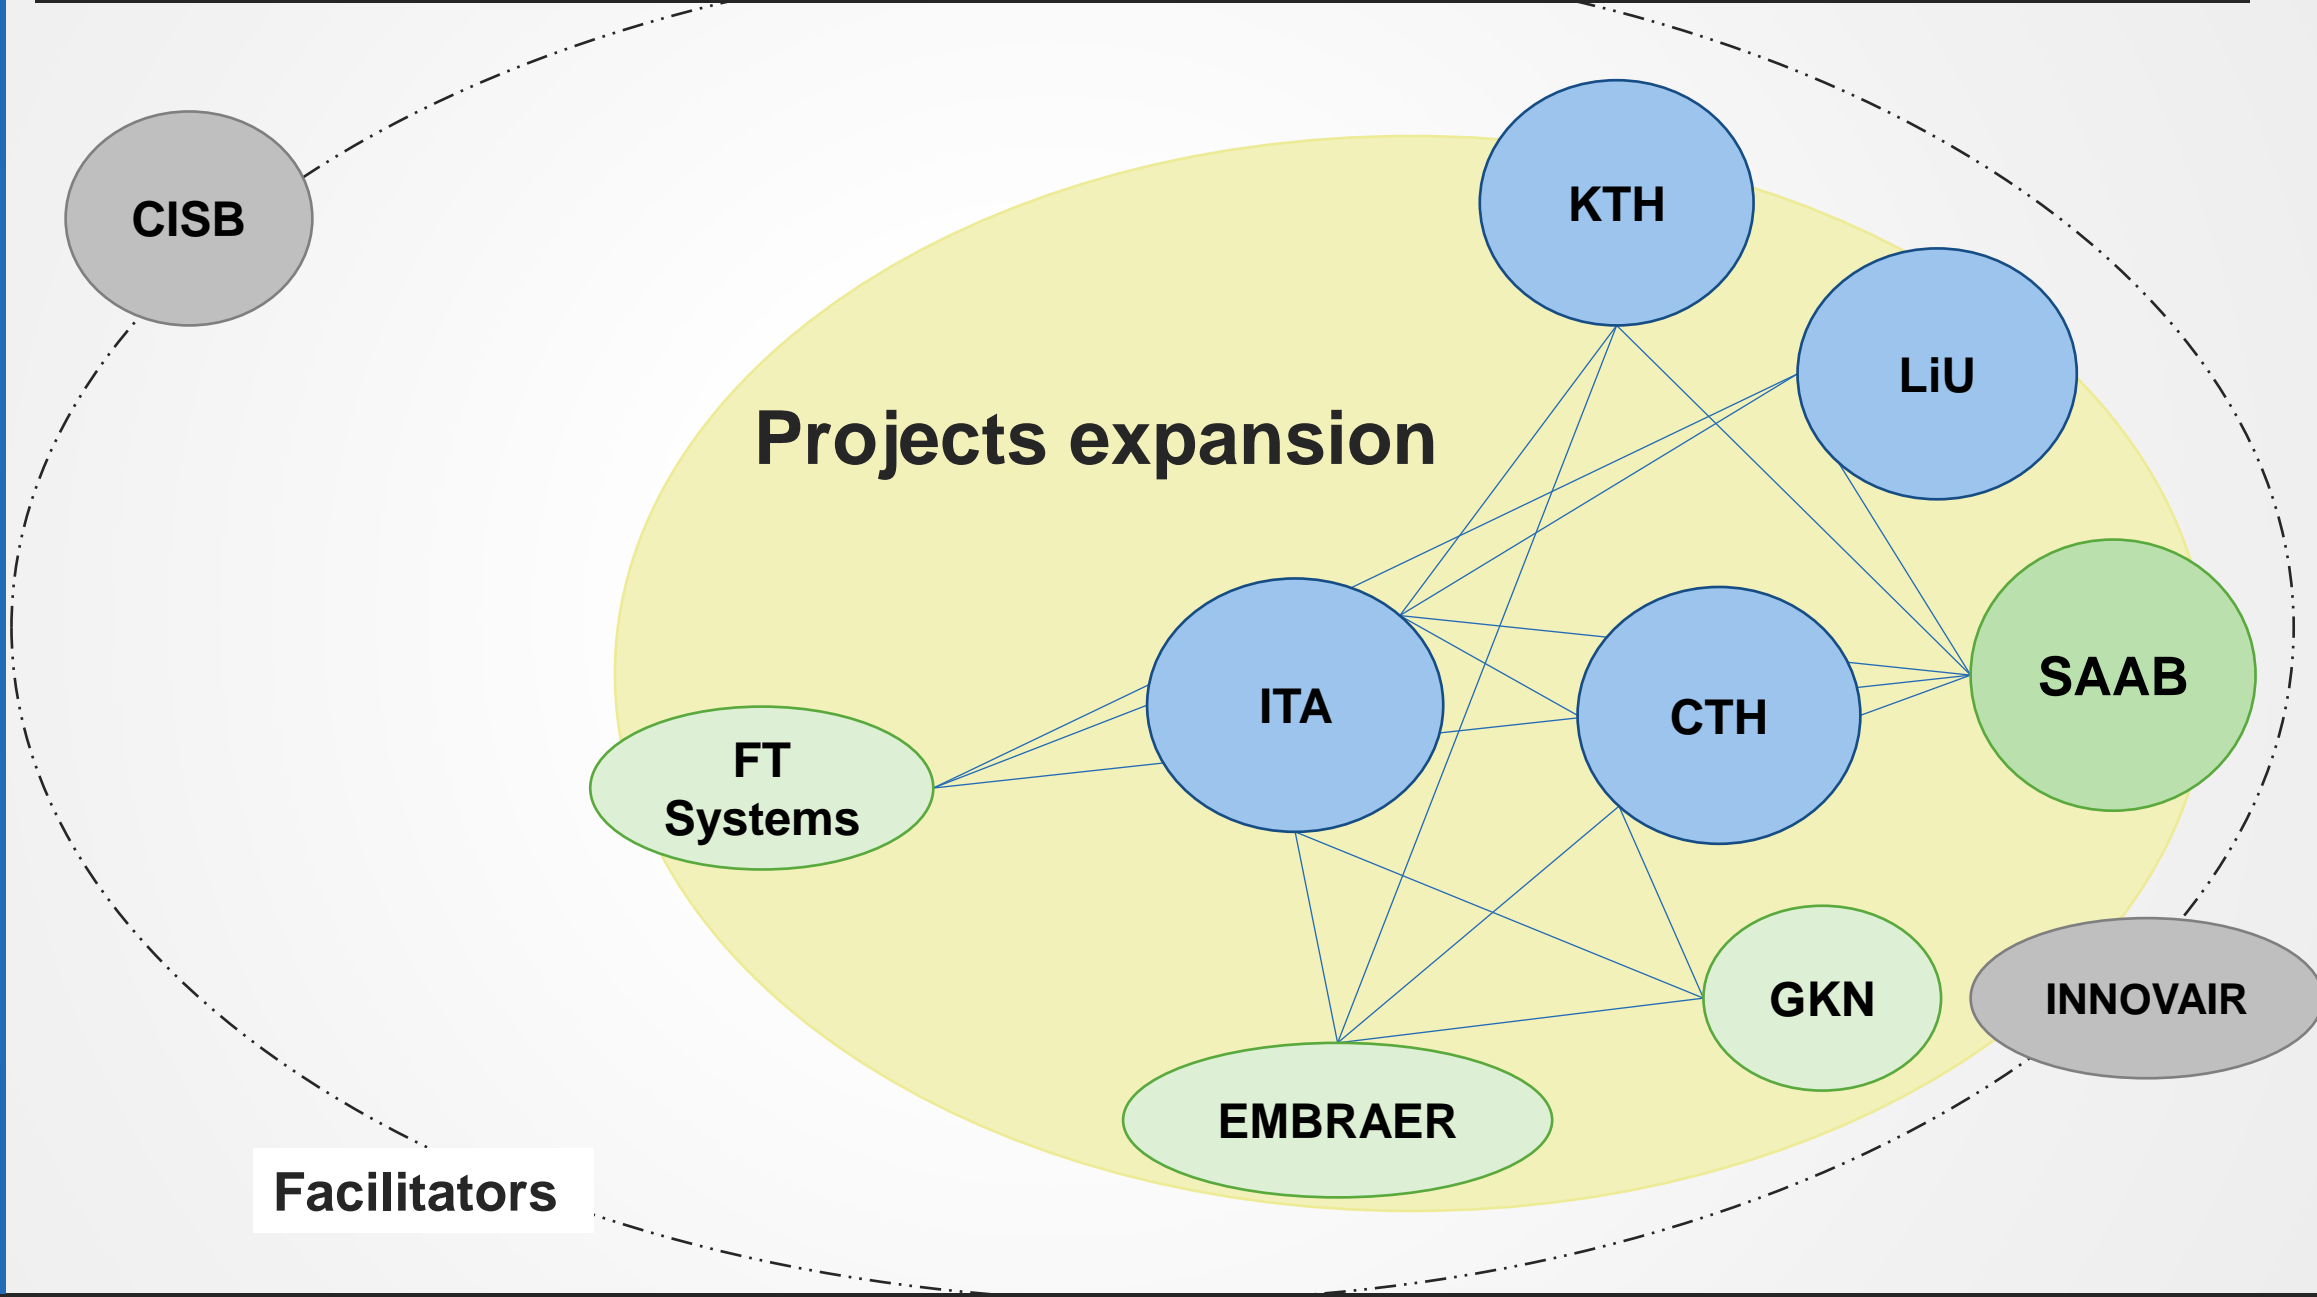 KTH
CISB
LiU
Projects expansion
SAAB
ITA
CTH
FT
Systems
GKN
INNOVAIR
EMBRAER
Facilitators